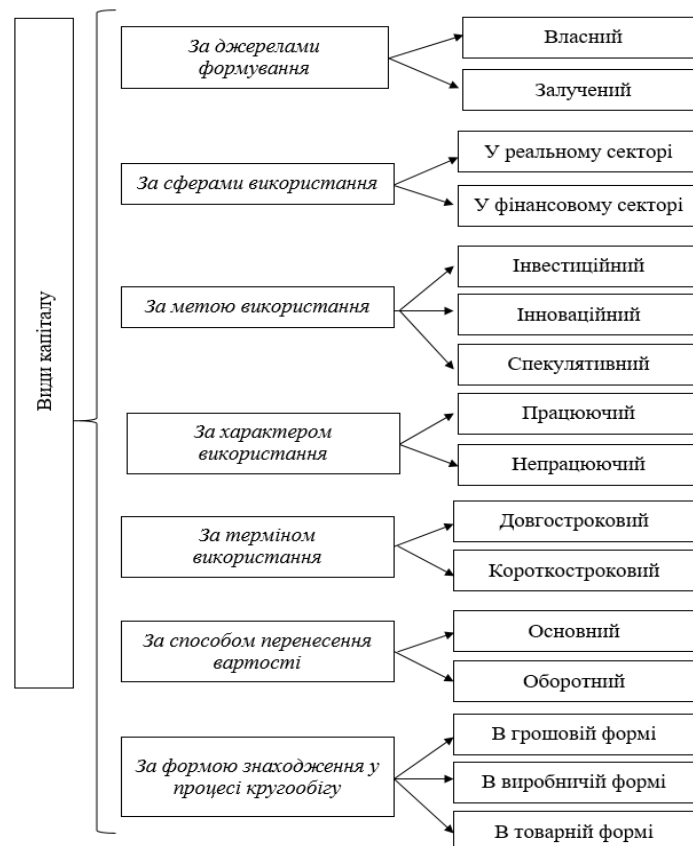 Види капіталу
За джерелами
формування
Власний
Залучений
За сферами використання
У реальному секторі
У фінансовому секторі
За метою використання
Інвестиційний
Інноваційний
Спекулятивний
За характером
використання
Працюючий
Непрацюючий
За терміном
використання
Довгостроковий
Короткостроковий
За способом перенесення
вартості
Основний
Оборотний
За формою знаходження у
процесі кругообігу
В грошовій формі
В виробничій формі
В товарній формі